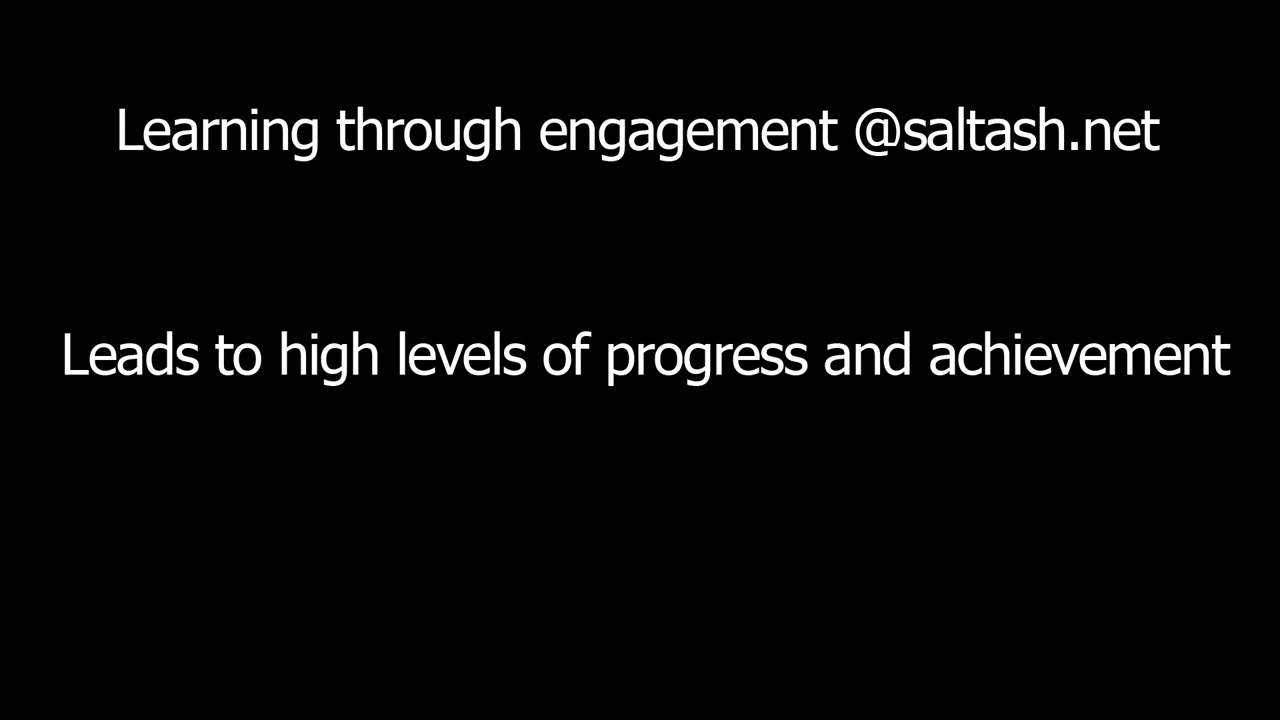 Learning through engagement @saltash.net
Leads to high levels of progress and achievement